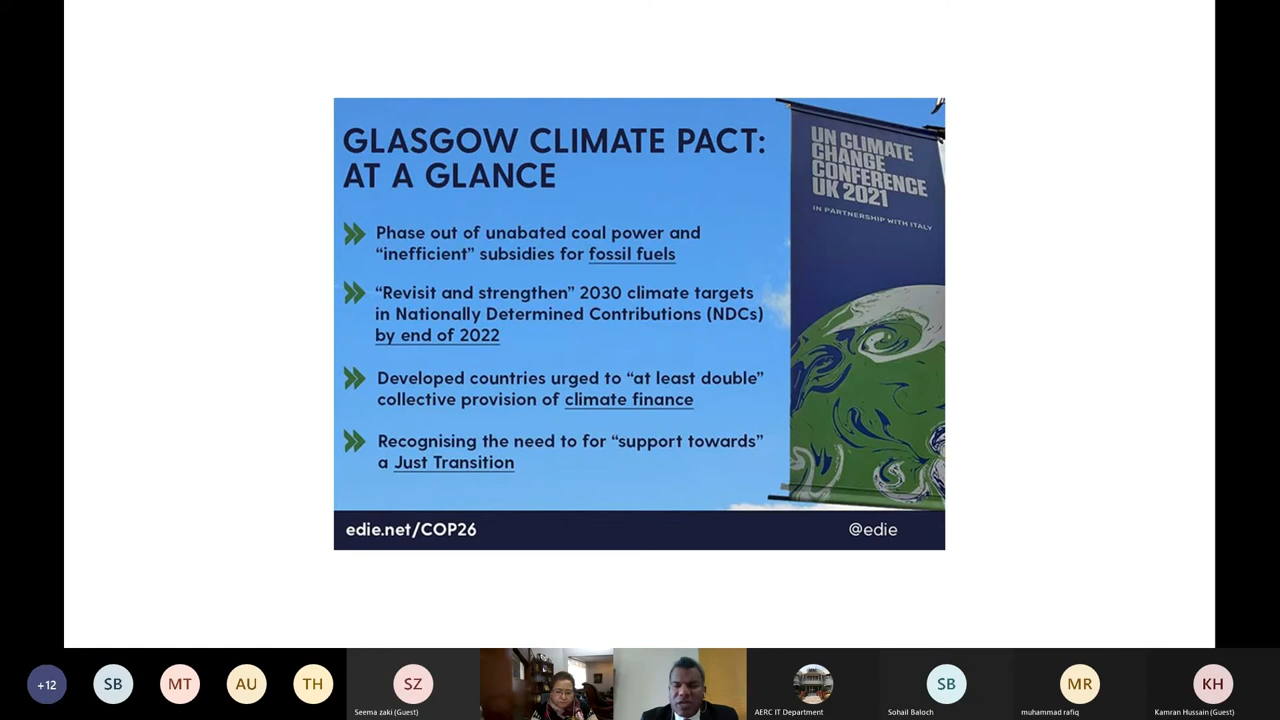 GLASGOW CLIMATE PACT:
AT A GLANCE
Phase out of unabated coal power and
“inefficient” subsidies for fossil fuels
“Revisit and strengthen” 2030 climate targets
in Nationally Determined Contributions (NDCs)
by end of 2022
Developed countries urged to “at least double”
collective provision of climate finance
Recognising the need to for “support towards”
a Just Transition
edie.net/COP26
@edie
UN CLIMATE
CHANGE
CONFERENCE
UK 2021
IN PARTNERSHIP WITH ITALY
+12
SB
MT
AU
TH
SZ
Seema zaki (Guest)
AERC IT Department
SB
Sohail Baloch
MR
muhammad rafiq
KH
Kamran Hussain (Guest)